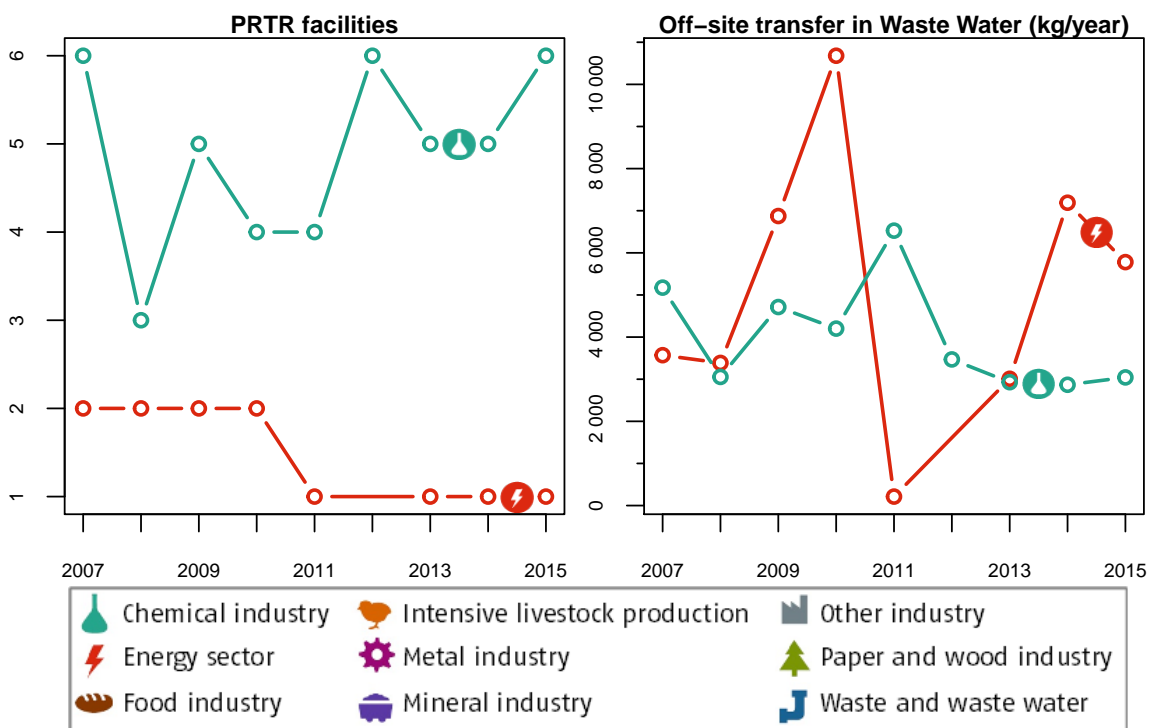 PRTR facilities
Off−site transfer in Waste Water (kg/year)
6
5
4
3
2
1
10 000
8 000
6 000
4 000
2 000
0
2007 2009 2011 2013 2015
2007 2009 2011 2013 2015
Chemical industry Intensive livestock production Other industry
Energy sector Metal industry Paper and wood industry
Food industry Mineral industry Waste and waste water